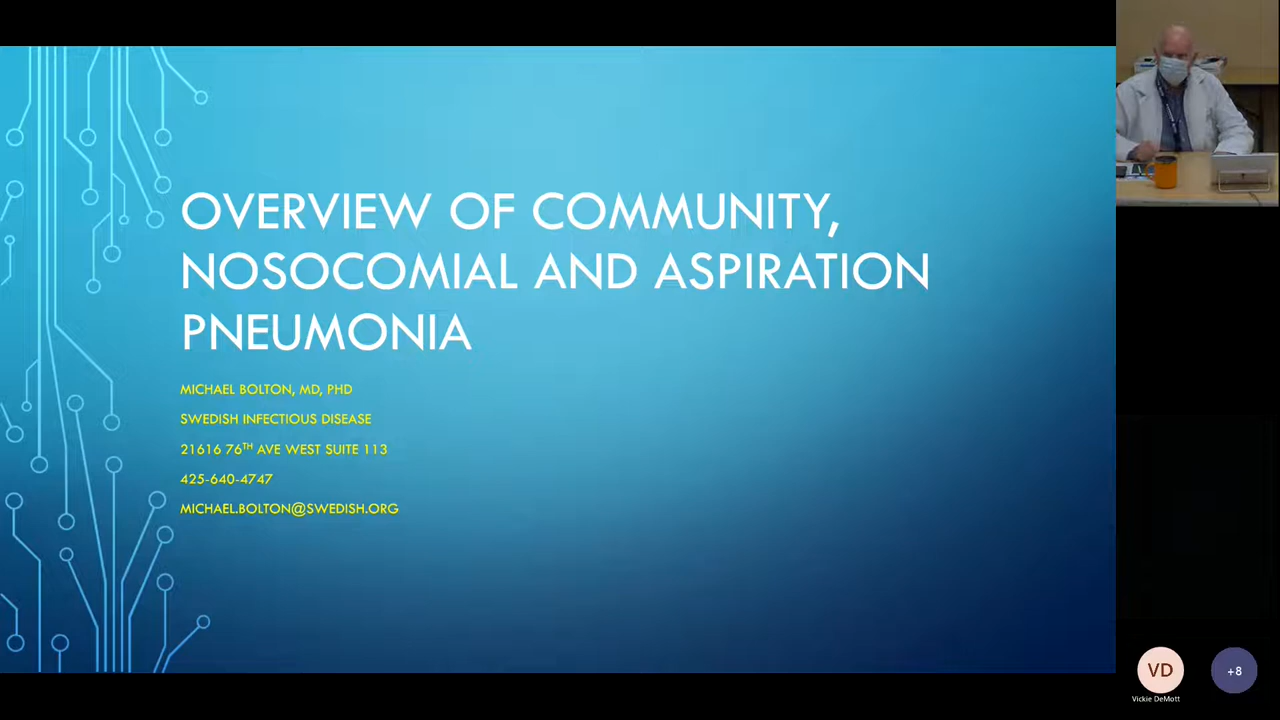 OVERVIEW OF COMMUNITY,
NOSOCOMIAL AND ASPIRATION
PNEUMONIA
MICHAEL BOLTON, MD, PHD
SWEDISH INFECTIOUS DISEASE
21616 76TH AVE WEST SUITE 113
425-640-4747
MICHAEL.BOLTON@SWEDISH.ORG
VD
+8
Vickie DeMott